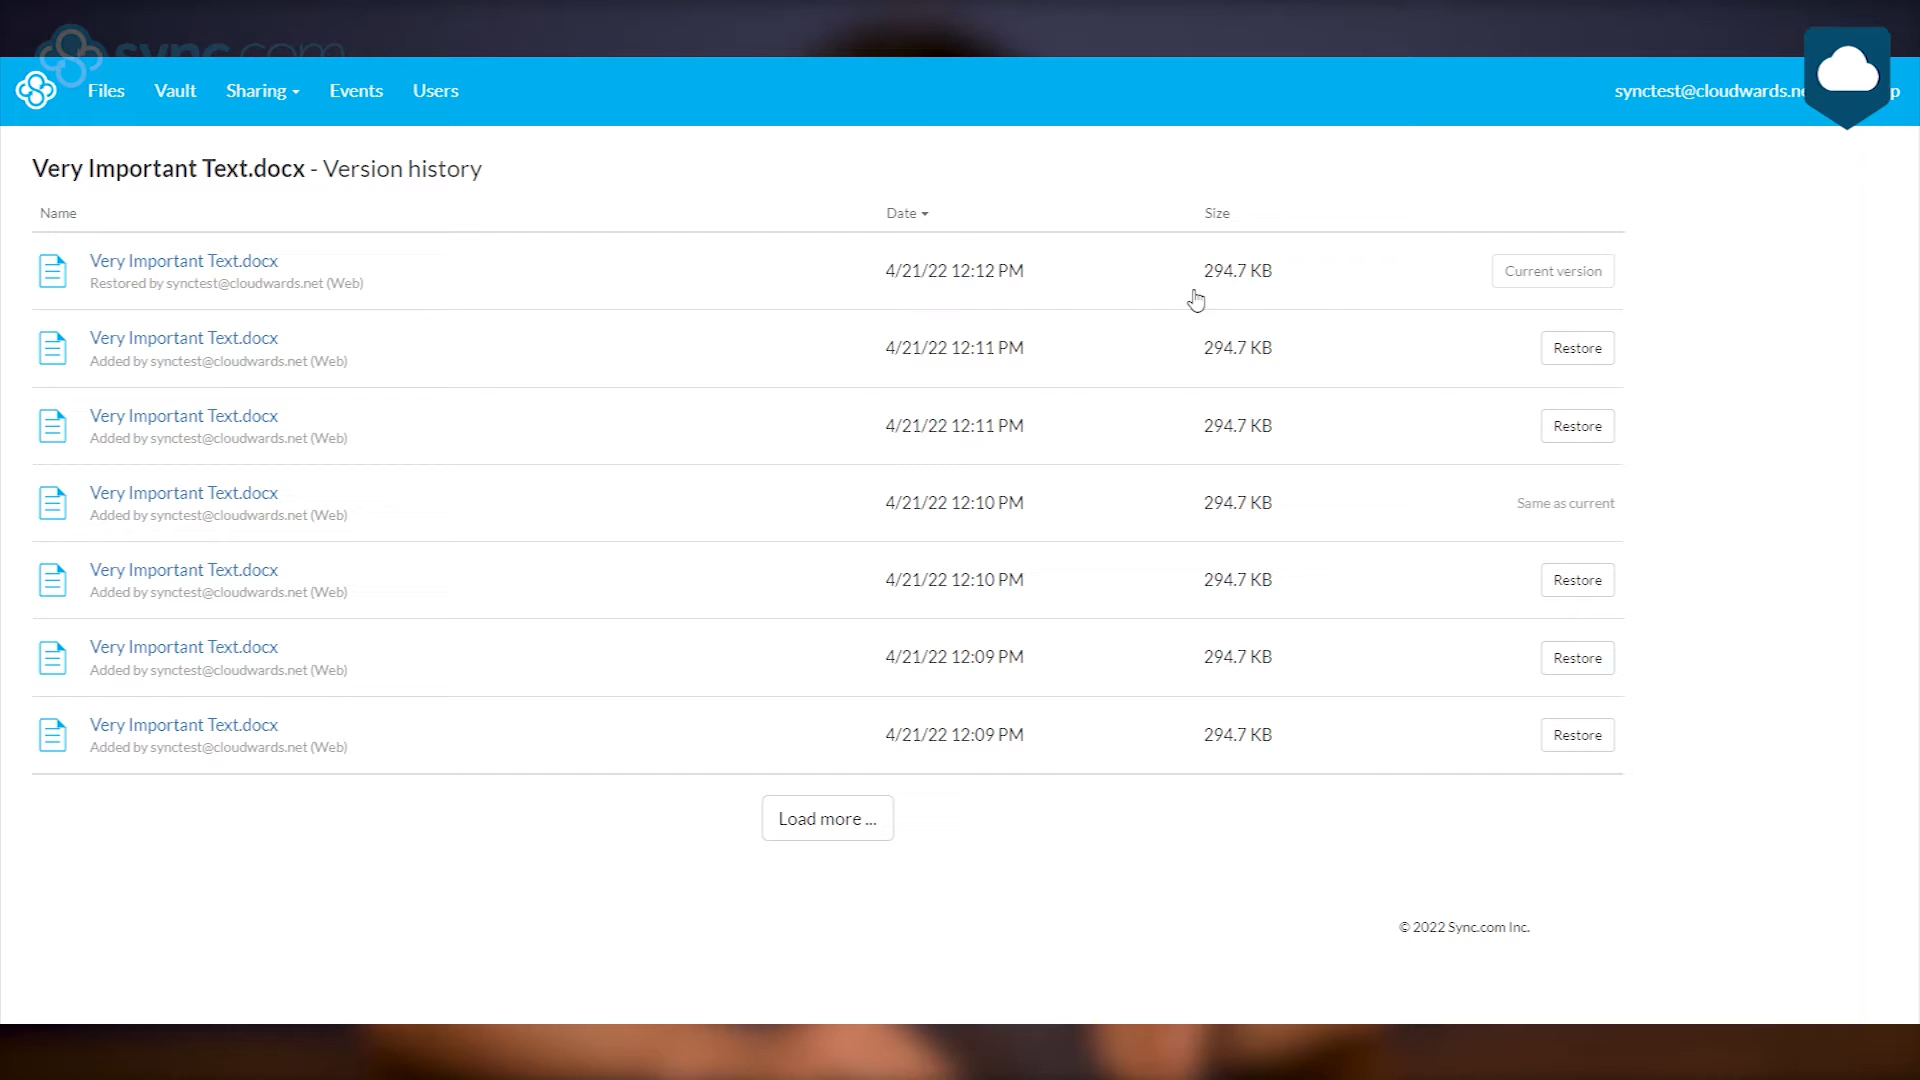 sync.com
Files Vault Sharing Events Users synctest@cloudwards.
Very Important Text.docx - Version history
Name Date Size
Very Important Text.docx
Restored by synctest@cloudwards.net (Web)
4/21/22 12:12 PM 294.7 KB Current version
Very Important Text.docx
Added by synctest@cloudwards.net (Web)
4/21/22 12:11 PM 294.7 KB Restore
Very Important Text.docx
Added by synctest@cloudwards.net (Web)
4/21/22 12:11 PM 294.7 KB Restore
Very Important Text.docx
Added by synctest@cloudwards.net (Web)
4/21/22 12:10 PM 294.7 KB Same as current
Very Important Text.docx
Added by synctest@cloudwards.net (Web)
4/21/22 12:10 PM 294.7 KB Restore
Very Important Text.docx
Added by synctest@cloudwards.net (Web)
4/21/22 12:09 PM 294.7 KB Restore
Very Important Text.docx
Added by synctest@cloudwards.net (Web)
4/21/22 12:09 PM 294.7 KB Restore
Load more ...
© 2022 Sync.com Inc.